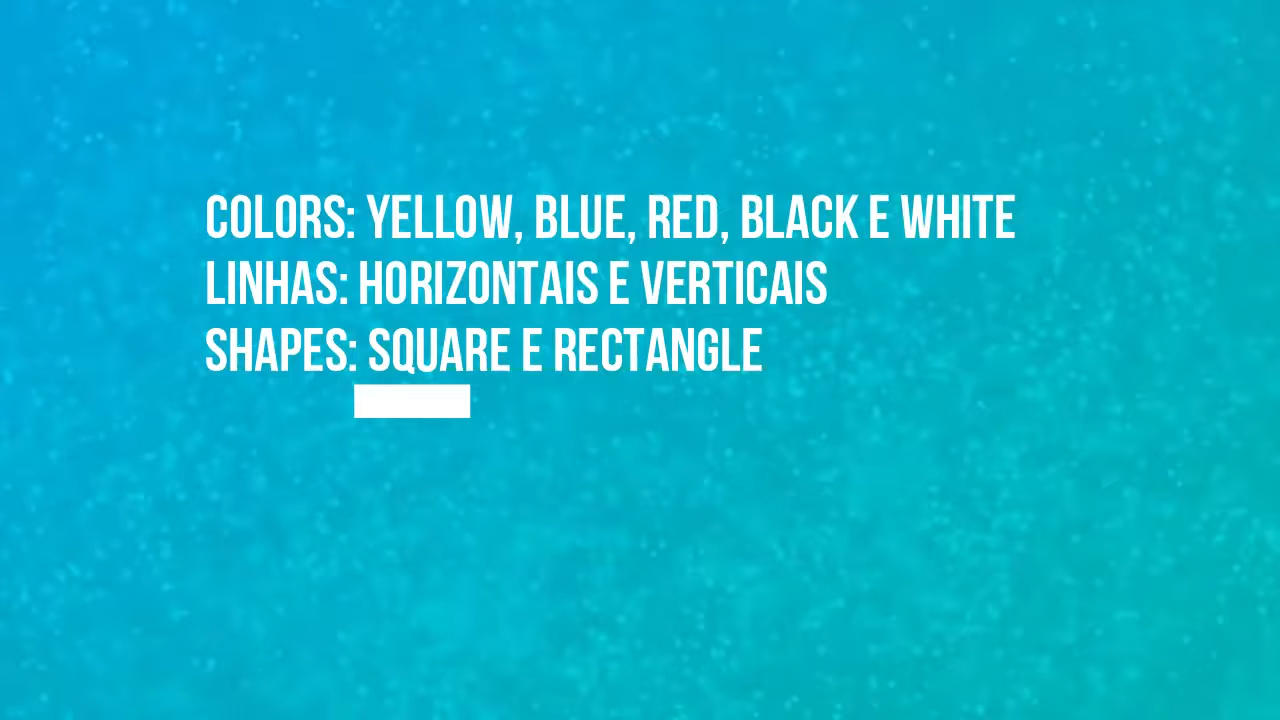 COLORS: YELLOW, BLUE, RED, BLACK E WHITE
LINHAS: HORIZONTAIS E VERTICAIS
SHAPES: SQUARE E RECTANGLE